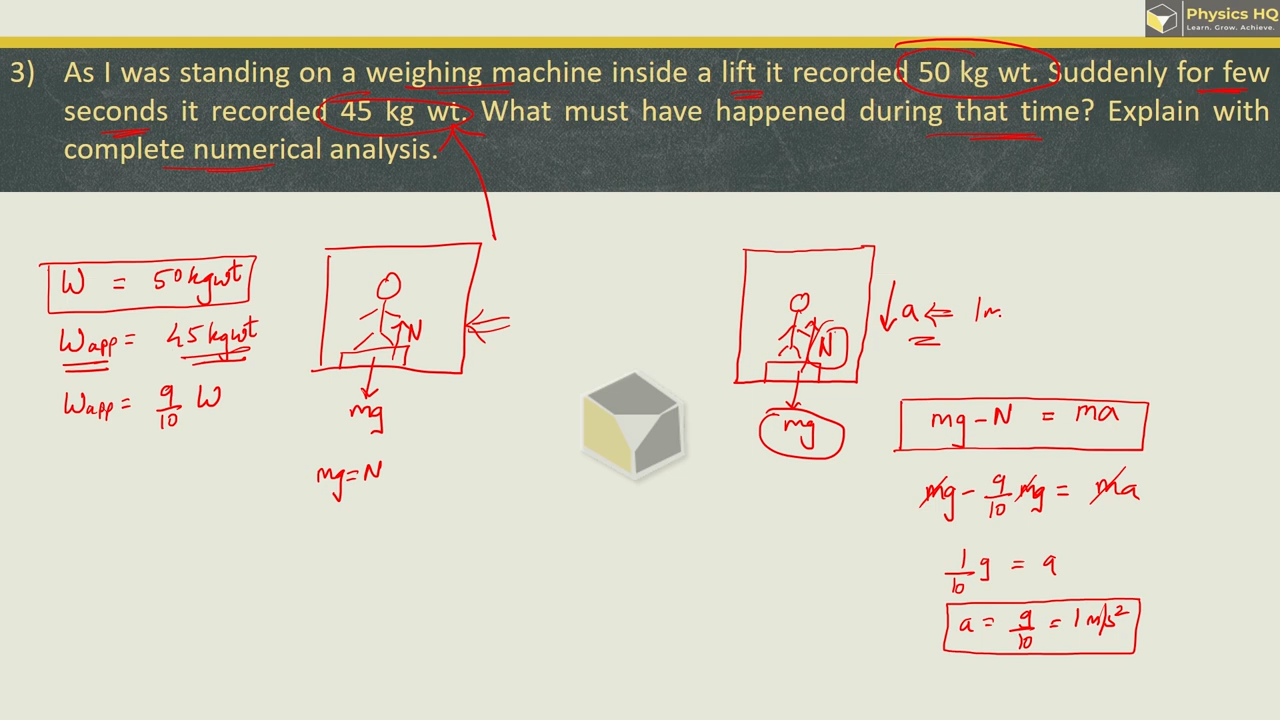 Physics HQ
Learn. Grow. Achieve.
3) As I was standing on a weighing machine inside a lift it recorded 50 kg wt. Suddenly for few
seconds it recorded 45 kg wt. What must have happened during that time? Explain with
complete numerical analysis.
W = 50 kgwt
Wapp = 45 kgwt
Wapp = 9/10 W
N
mg
mg = N
N
mg
a
1m
mg - N = ma
mg - 9/10 mg = ma
1/10 g = a
a = g/10 = 1 m/s²